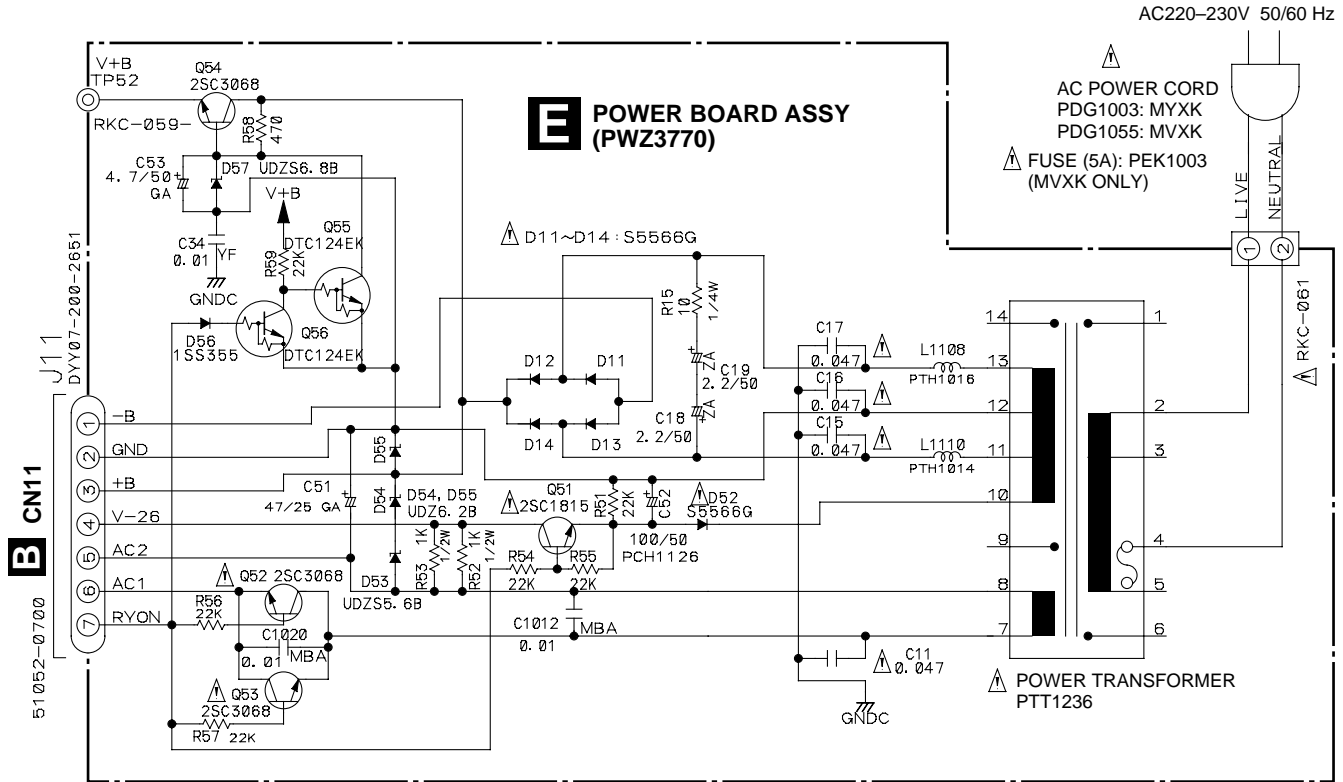 AC220–230V 50/60 Hz
V+B
TP52
Q54
2SC3068
RKC-059-
R58
470
E POWER BOARD ASSY
(PWZ3770)
AC POWER CORD
PDG1003: MYXK
PDG1055: MVXK
FUSE (5A): PEK1003
(MVXK ONLY)
LIVE
NEUTRAL
1
2
RKC-061
C53
4.7/50
GA
D57 UDZS6.8B
V+B
C34
0.01
YF
GNDC
R59
22K
Q55
DTC124EK
D56
1SS355
Q56
DTC124EK
D11~D14:S5566G
R15
10
1/4W
D12
D11
D14
D13
ZA
C19
2.2/50
C18
ZA
2.2/50
C17
0.047
C16
0.047
C15
0.047
L1108
PTH1016
L1110
PTH1014
14
13
12
11
10
9
8
7
1
2
3
4
5
6
POWER TRANSFORMER
PTT1236
J11
DYY07-200-2651
B CN11
51052-0700
1 -B
2 GND
3 +B
4 V-26
5 AC2
6 AC1
7 RYON
D55
D54
C51
47/25 GA
D54, D55
UDZ6.2B
D53
UDZS5.6B
R53
1K
1/2W
R52
1K
1/2W
Q51
2SC1815
R51
22K
C52
100/50
PCH1126
D52
S5566G
R54
22K
R55
22K
Q52 2SC3068
R56
22K
C1020
0.01
MBA
Q53
2SC3068
R57 22K
C1012
0.01
MBA
C11
0.047
GNDC